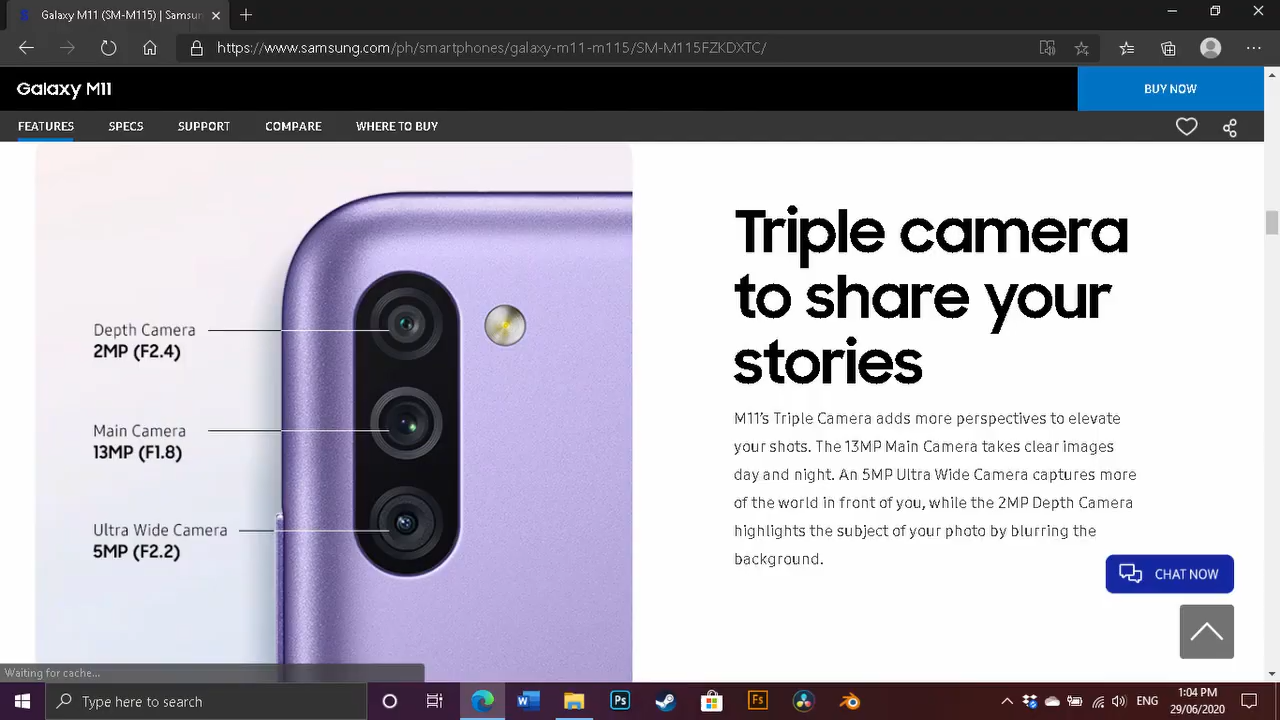 Galaxy M11 (SM-M115) | Samsu
https://www.samsung.com/ph/smartphones/galaxy-m11-m115/SM-M115FZKDXTC/
Galaxy M11
BUY NOW
FEATURES
SPECS
SUPPORT
COMPARE
WHERE TO BUY
Depth Camera
2MP (F2.4)
Main Camera
13MP (F1.8)
Ultra Wide Camera
5MP (F2.2)
Triple camera
to share your
stories
M11's Triple Camera adds more perspectives to elevate
your shots. The 13MP Main Camera takes clear images
day and night. An 5MP Ultra Wide Camera captures more
of the world in front of you, while the 2MP Depth Camera
highlights the subject of your photo by blurring the
background.
CHAT NOW
Waiting for cache...
Type here to search
W
Ps
Fs
ENG
1:04 PM
29/06/2020